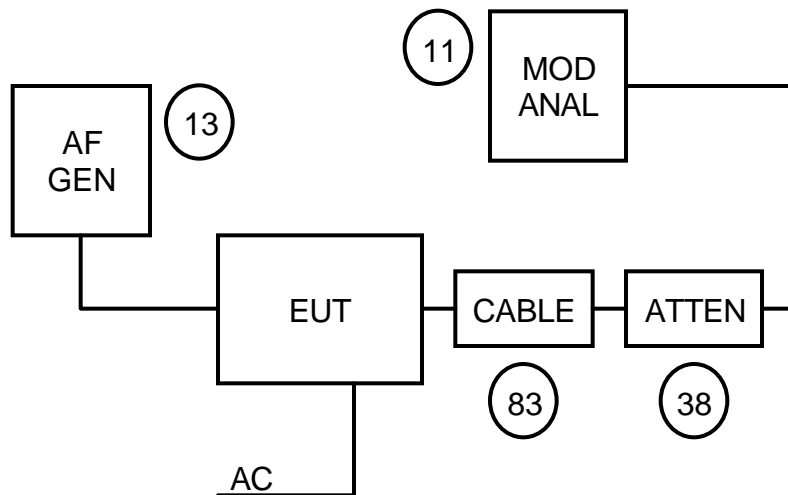 11
MOD
ANAL
13
AF
GEN
EUT
CABLE
ATTEN
83
38
AC